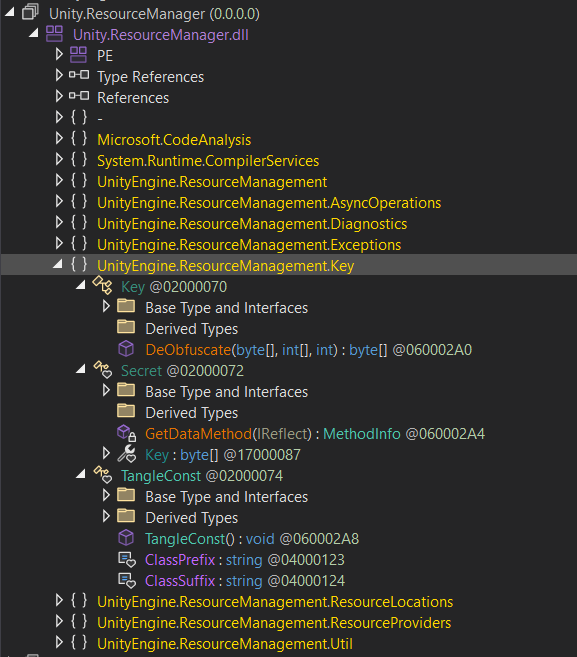 Unity.ResourceManager (0.0.0.0)
Unity.ResourceManager.dll
PE
Type References
References
{ } -
{ } Microsoft.CodeAnalysis
{ } System.Runtime.CompilerServices
{ } UnityEngine.ResourceManagement
{ } UnityEngine.ResourceManagement.AsyncOperations
{ } UnityEngine.ResourceManagement.Diagnostics
{ } UnityEngine.ResourceManagement.Exceptions
{ } UnityEngine.ResourceManagement.Key
Key @02000070
Base Type and Interfaces
Derived Types
DeObfuscate(byte[], int[], int) : byte[] @060002A0
Secret @02000072
Base Type and Interfaces
Derived Types
GetDataMethod(IReflect) : MethodInfo @060002A4
Key : byte[] @17000087
TangleConst @02000074
Base Type and Interfaces
Derived Types
TangleConst() : void @060002A8
ClassPrefix : string @04000123
ClassSuffix : string @04000124
{ } UnityEngine.ResourceManagement.ResourceLocations
{ } UnityEngine.ResourceManagement.ResourceProviders
{ } UnityEngine.ResourceManagement.Util